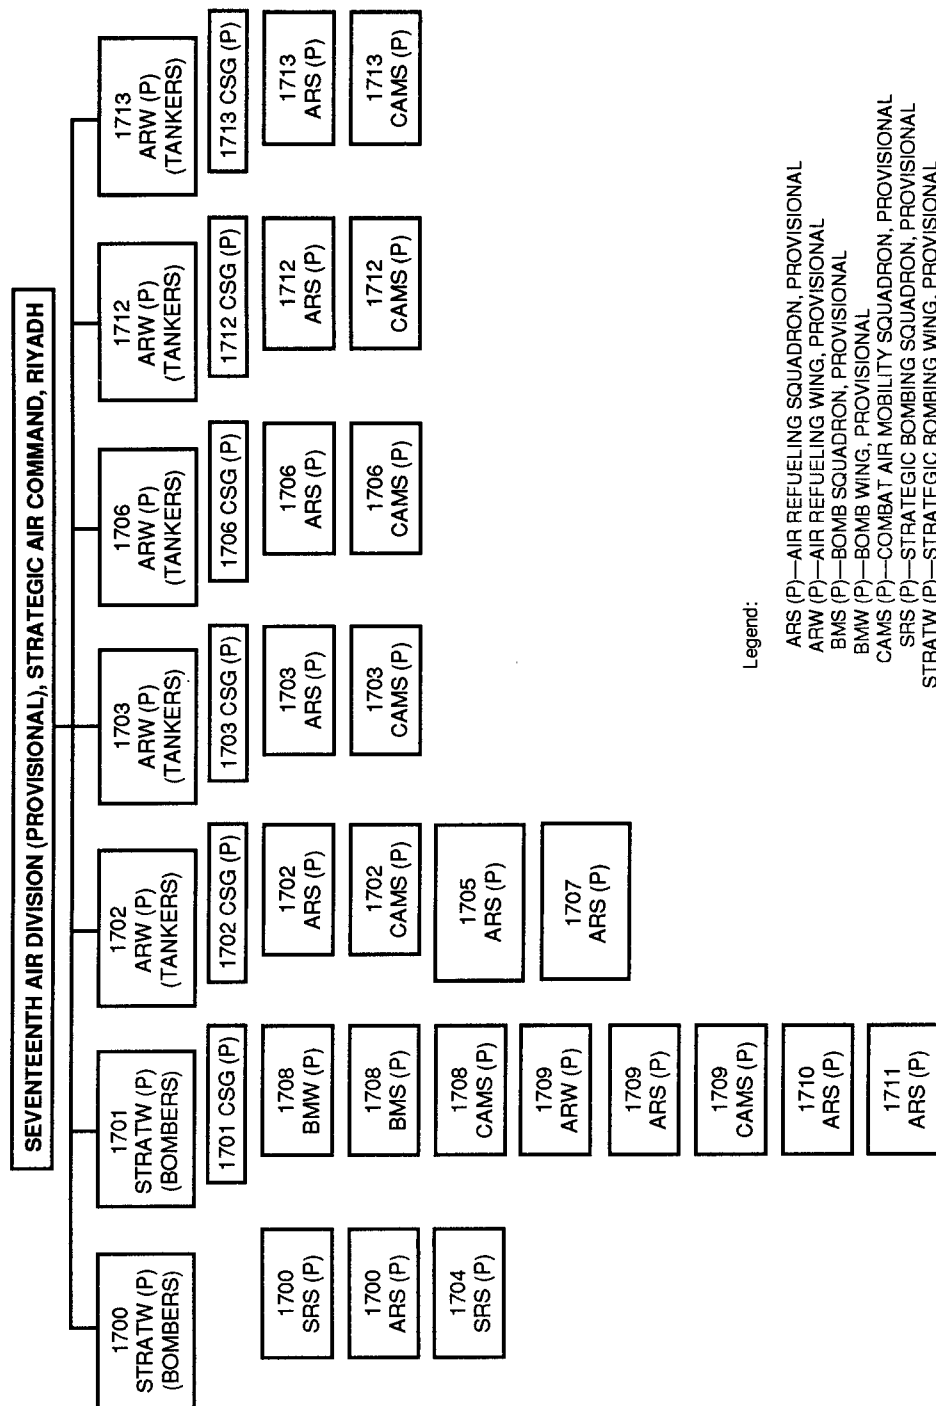 SEVENTEENTH AIR DIVISION (PROVISIONAL), STRATEGIC AIR COMMAND, RIYADH
1700
STRATW (P)
(BOMBERS)
1700
SRS (P)
1700
ARS (P)
1704
SRS (P)
1701
STRATW (P)
(BOMBERS)
1701 CSG (P)
1708
BMW (P)
1708
BMS (P)
1708
CAMS (P)
1709
ARW (P)
1709
ARS (P)
1709
CAMS (P)
1710
ARS (P)
1711
ARS (P)
1702
ARW (P)
(TANKERS)
1702 CSG (P)
1702
ARS (P)
1702
CAMS (P)
1705
ARS (P)
1707
ARS (P)
1703
ARW (P)
(TANKERS)
1703 CSG (P)
1703
ARS (P)
1703
CAMS (P)
1706
ARW (P)
(TANKERS)
1706 CSG (P)
1706
ARS (P)
1706
CAMS (P)
1712
ARW (P)
(TANKERS)
1712 CSG (P)
1712
ARS (P)
1712
CAMS (P)
1713
ARW (P)
(TANKERS)
1713 CSG (P)
1713
ARS (P)
1713
CAMS (P)
Legend:
ARS (P)—AIR REFUELING SQUADRON, PROVISIONAL
ARW (P)—AIR REFUELING WING, PROVISIONAL
BMS (P)—BOMB SQUADRON, PROVISIONAL
BMW (P)—BOMB WING, PROVISIONAL
CAMS (P)—COMBAT AIR MOBILITY SQUADRON, PROVISIONAL
SRS (P)—STRATEGIC BOMBING SQUADRON, PROVISIONAL
STRATW (P)—STRATEGIC BOMBING WING, PROVISIONAL